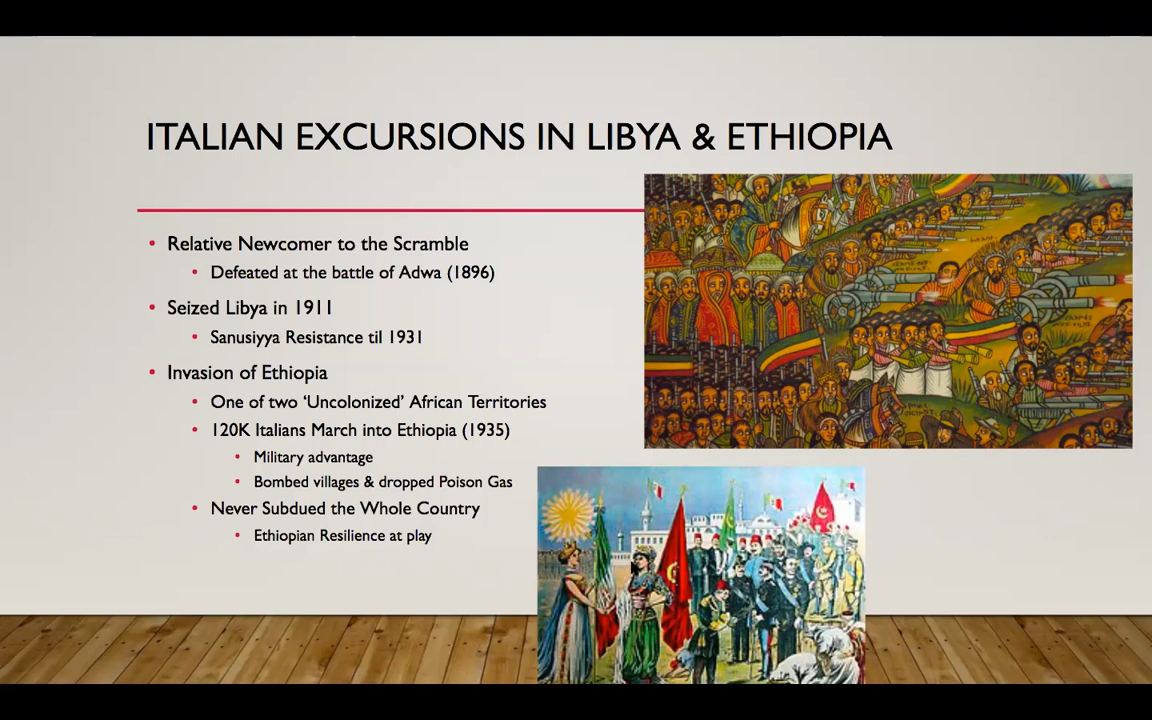 ITALIAN EXCURSIONS IN LIBYA & ETHIOPIA
• Relative Newcomer to the Scramble
• Defeated at the battle of Adwa (1896)
• Seized Libya in 1911
• Sanusiyya Resistance til 1931
• Invasion of Ethiopia
• One of two ‘Uncolonized’ African Territories
• 120K Italians March into Ethiopia (1935)
• Military advantage
• Bombed villages & dropped Poison Gas
• Never Subdued the Whole Country
• Ethiopian Resilience at play